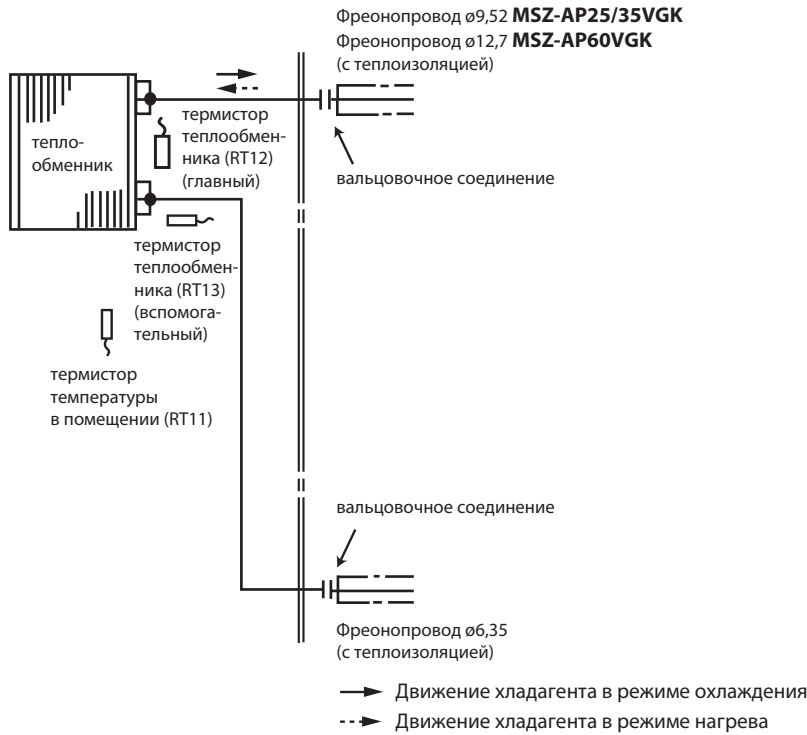 Фреонопровод ø9,52 MSZ-AP25/35VGK
Фреонопровод ø12,7 MSZ-AP60VGK
(с теплоизоляцией)
тепло-
обменник
термистор
теплообмен-
ника (RT12)
(главный)
вальцовочное соединение
термистор
теплообмен-
ника (RT13)
(вспомога-
тельный)
термистор
температуры
в помещении (RT11)
вальцовочное соединение
Фреонопровод ø6,35
(с теплоизоляцией)
Движение хладагента в режиме охлаждения
Движение хладагента в режиме нагрева